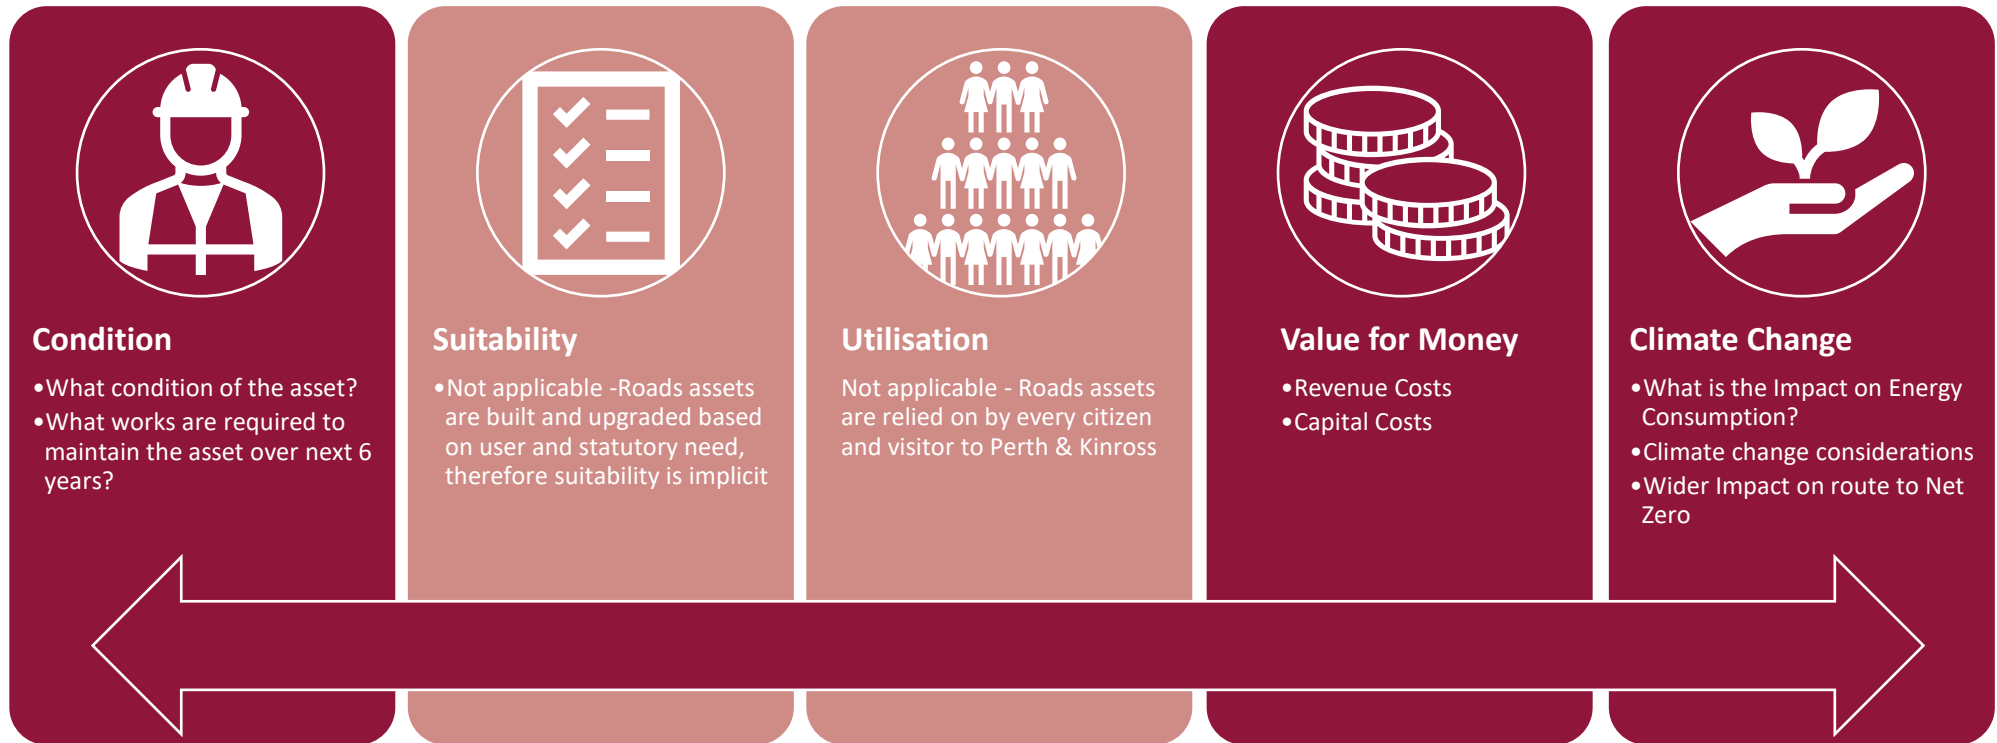 Condition
•What condition of the asset?
•What works are required to
maintain the asset over next 6
years?
Suitability
•Not applicable -Roads assets
are built and upgraded based
on user and statutory need,
therefore suitability is implicit
Utilisation
Not applicable - Roads assets
are relied on by every citizen
and visitor to Perth & Kinross
Value for Money
•Revenue Costs
•Capital Costs
Climate Change
•What is the Impact on Energy
Consumption?
•Climate change considerations
•Wider Impact on route to Net
Zero